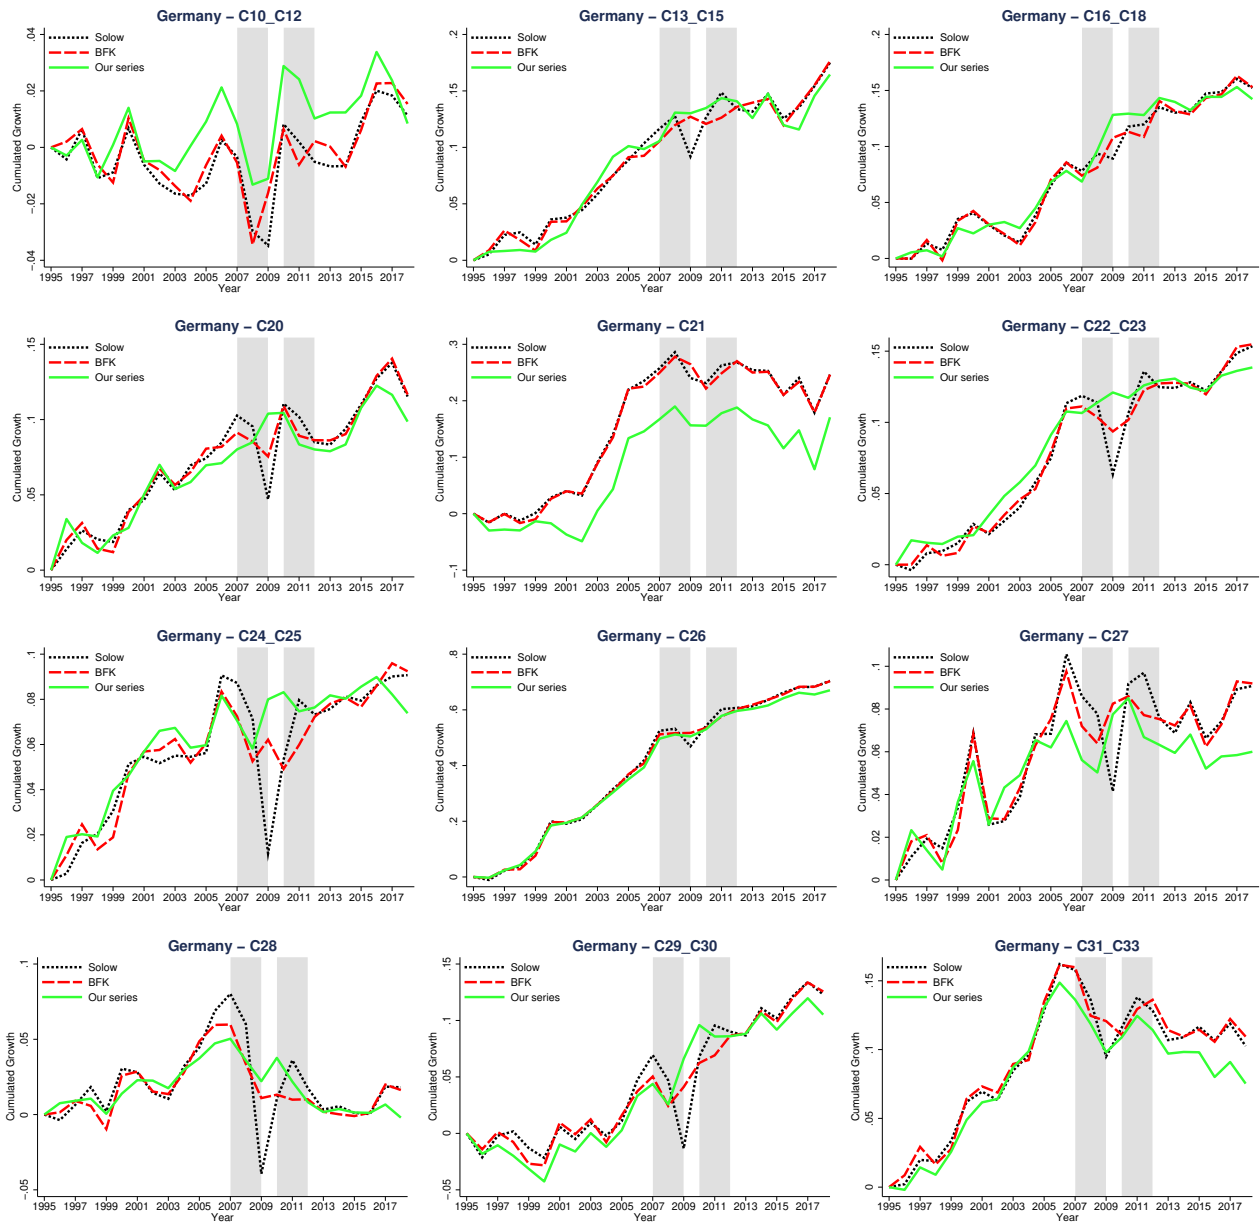 Germany – C10_C12
Cumulated Growth
.04
.02
0
−.02
−.04
Solow
BFK
Our series
1995 1997 1999 2001 2003 2005 2007 2009 2011 2013 2015 2017
Year
Germany – C13_C15
Cumulated Growth
.2
.15
.1
.05
0
Solow
BFK
Our series
1995 1997 1999 2001 2003 2005 2007 2009 2011 2013 2015 2017
Year
Germany – C16_C18
Cumulated Growth
.2
.15
.1
.05
0
Solow
BFK
Our series
1995 1997 1999 2001 2003 2005 2007 2009 2011 2013 2015 2017
Year
Germany – C20
Cumulated Growth
.15
.1
.05
0
Solow
BFK
Our series
1995 1997 1999 2001 2003 2005 2007 2009 2011 2013 2015 2017
Year
Germany – C21
Cumulated Growth
.3
.2
.1
0
−.1
Solow
BFK
Our series
1995 1997 1999 2001 2003 2005 2007 2009 2011 2013 2015 2017
Year
Germany – C22_C23
Cumulated Growth
.15
.1
.05
0
Solow
BFK
Our series
1995 1997 1999 2001 2003 2005 2007 2009 2011 2013 2015 2017
Year
Germany – C24_C25
Cumulated Growth
.1
.08
.06
.04
.02
0
Solow
BFK
Our series
1995 1997 1999 2001 2003 2005 2007 2009 2011 2013 2015 2017
Year
Germany – C26
Cumulated Growth
.8
.6
.4
.2
0
Solow
BFK
Our series
1995 1997 1999 2001 2003 2005 2007 2009 2011 2013 2015 2017
Year
Germany – C27
Cumulated Growth
.1
.08
.06
.04
.02
0
Solow
BFK
Our series
1995 1997 1999 2001 2003 2005 2007 2009 2011 2013 2015 2017
Year
Germany – C28
Cumulated Growth
.1
.05
0
−.05
Solow
BFK
Our series
1995 1997 1999 2001 2003 2005 2007 2009 2011 2013 2015 2017
Year
Germany – C29_C30
Cumulated Growth
.15
.1
.05
0
−.05
Solow
BFK
Our series
1995 1997 1999 2001 2003 2005 2007 2009 2011 2013 2015 2017
Year
Germany – C31_C33
Cumulated Growth
.15
.1
.05
0
Solow
BFK
Our series
1995 1997 1999 2001 2003 2005 2007 2009 2011 2013 2015 2017
Year